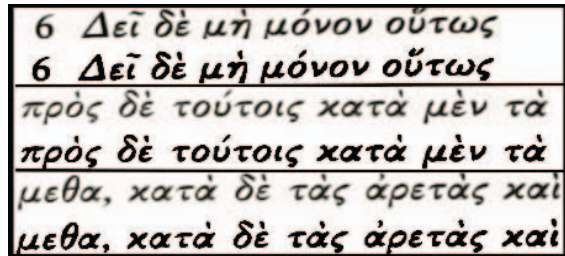 6 Δεῖ δὲ μὴ μόνον οὕτως
6 Δεῖ δὲ μὴ μόνον οὕτως
πρὸς δὲ τούτοις κατὰ μὲν τὰ
πρὸς δὲ τούτοις κατὰ μὲν τὰ
μεθα, κατὰ δὲ τὰς ἀρετὰς καὶ
μεθα, κατὰ δὲ τὰς ἀρετὰς καὶ